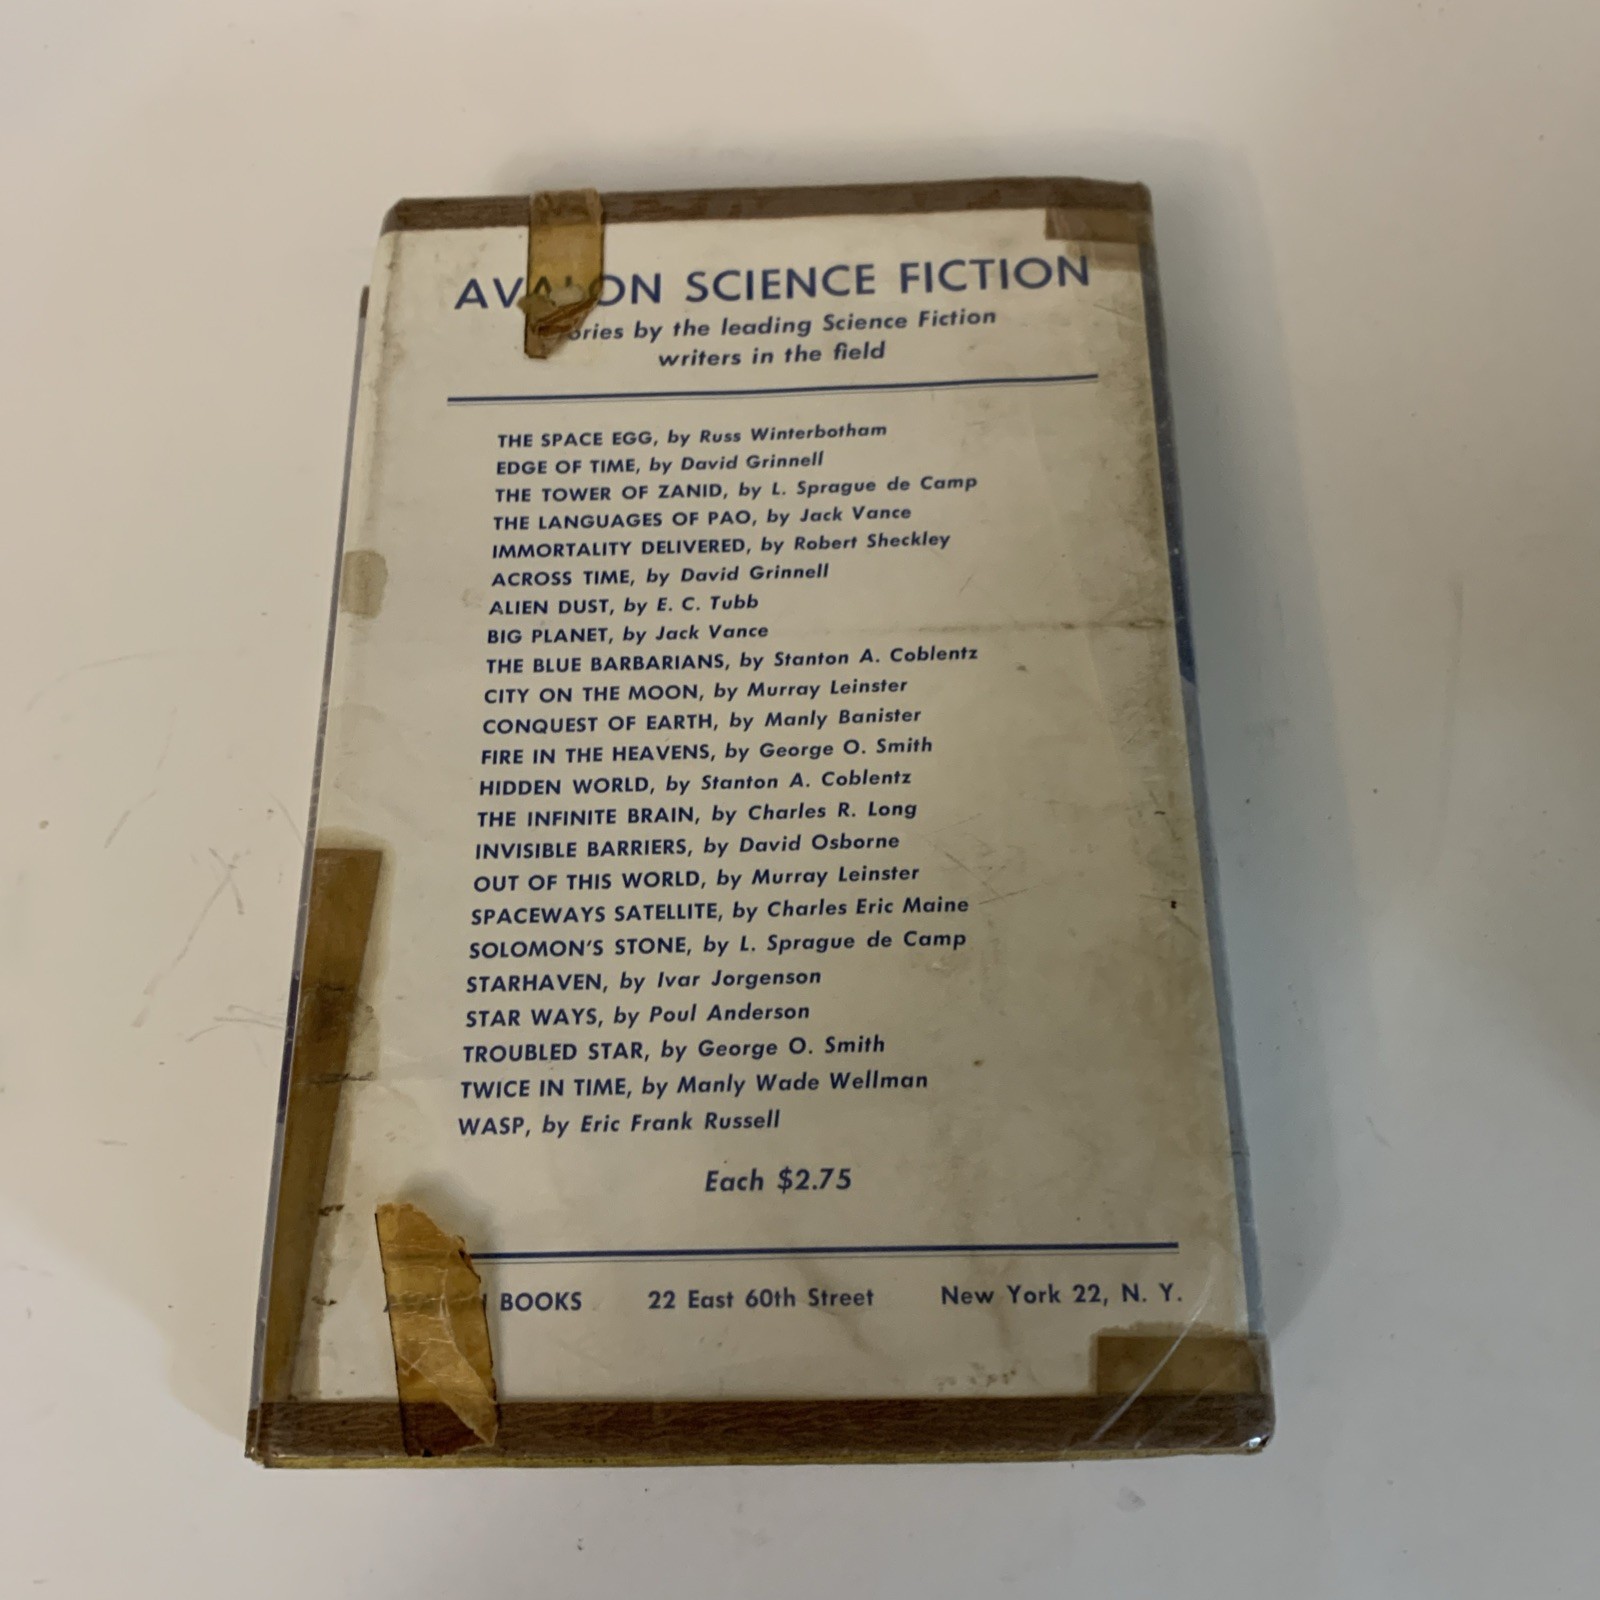 AVALON SCIENCE FICTION
by the leading Science Fiction
writers in the field
THE SPACE EGG, by Russ Winterbotham
EDGE OF TIME, by David Grinnell
THE TOWER OF ZANID, by L. Sprague de Camp
THE LANGUAGES OF PAO, by Jack Vance
IMMORTALITY DELIVERED, by Robert Sheckley
ACROSS TIME, by David Grinnell
ALIEN DUST, by E. C. Tubb
BIG PLANET, by Jack Vance
THE BLUE BARBARIANS, by Stanton A. Coblentz
CITY ON THE MOON, by Murray Leinster
CONQUEST OF EARTH, by Manly Banister
FIRE IN THE HEAVENS, by George O. Smith
HIDDEN WORLD, by Stanton A. Coblentz
THE INFINITE BRAIN, by Charles R. Long
INVISIBLE BARRIERS, by David Osborne
OUT OF THIS WORLD, by Murray Leinster
SPACEWAYS SATELLITE, by Charles Eric Maine
SOLOMON'S STONE, by L. Sprague de Camp
STARHAVEN, by Ivar Jorgenson
STAR WAYS, by Poul Anderson
TROUBLED STAR, by George O. Smith
TWICE IN TIME, by Manly Wade Wellman
WASP, by Eric Frank Russell
Each $2.75
BOOKS 22 East 60th Street New York 22, N. Y.